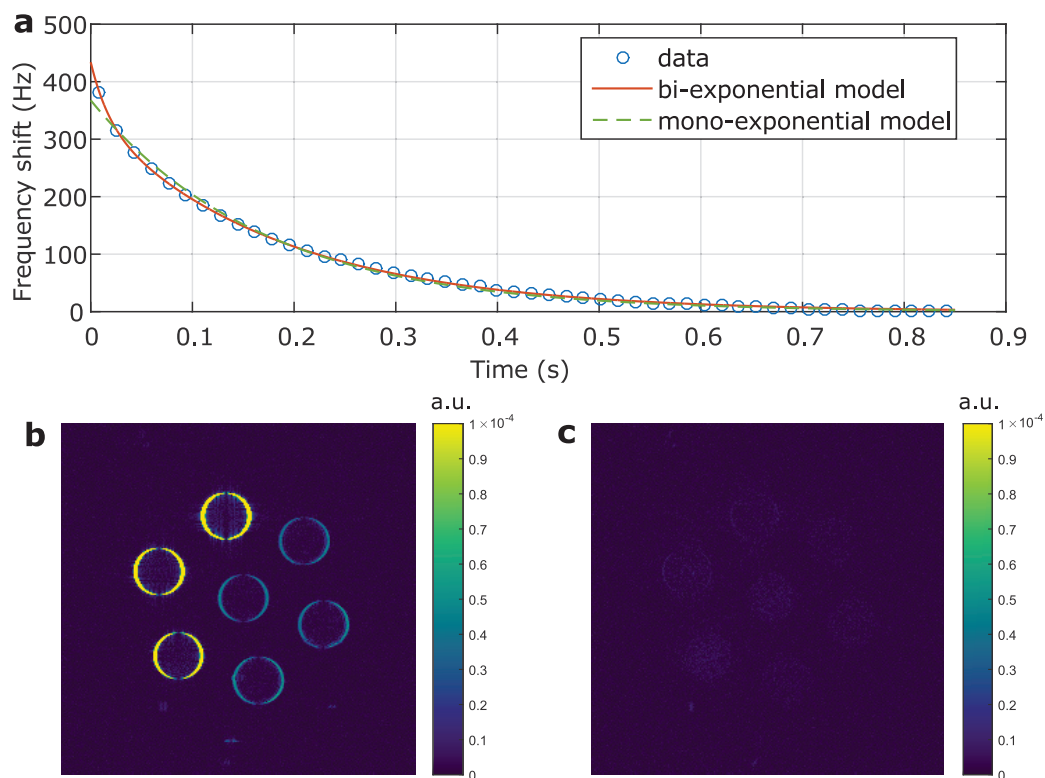 a
500
400
300
200
100
0
Frequency shift (Hz)
data
bi-exponential model
mono-exponential model
0 0.1 0.2 0.3 0.4 0.5 0.6 0.7 0.8 0.9
Time (s)
b
a.u.
1×10⁻⁴
0.9
0.8
0.7
0.6
0.5
0.4
0.3
0.2
0.1
0
c
a.u.
1×10⁻⁴
0.9
0.8
0.7
0.6
0.5
0.4
0.3
0.2
0.1
0